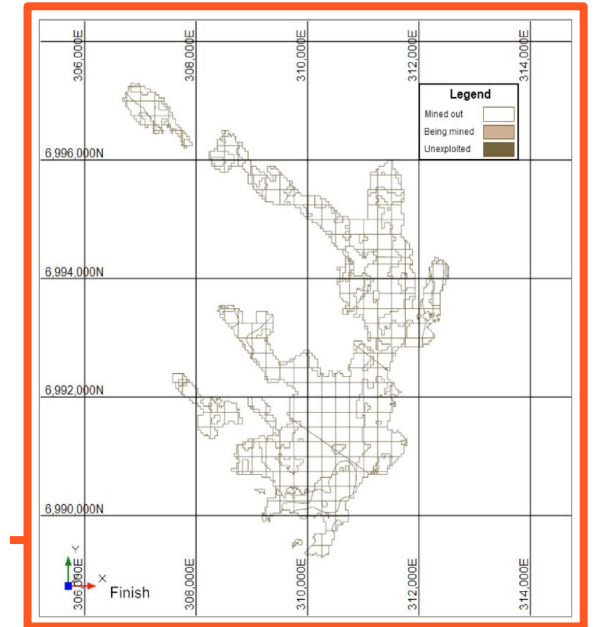 306,000E
308,000E
310,000E
312,000E
314,000E
Legend
Mined out
Being mined
Unexploited
6,996,000N
6,994,000N
6,992,000N
6,990,000N
Y
X
Finish
308,000E
310,000E
312,000E
314,000E